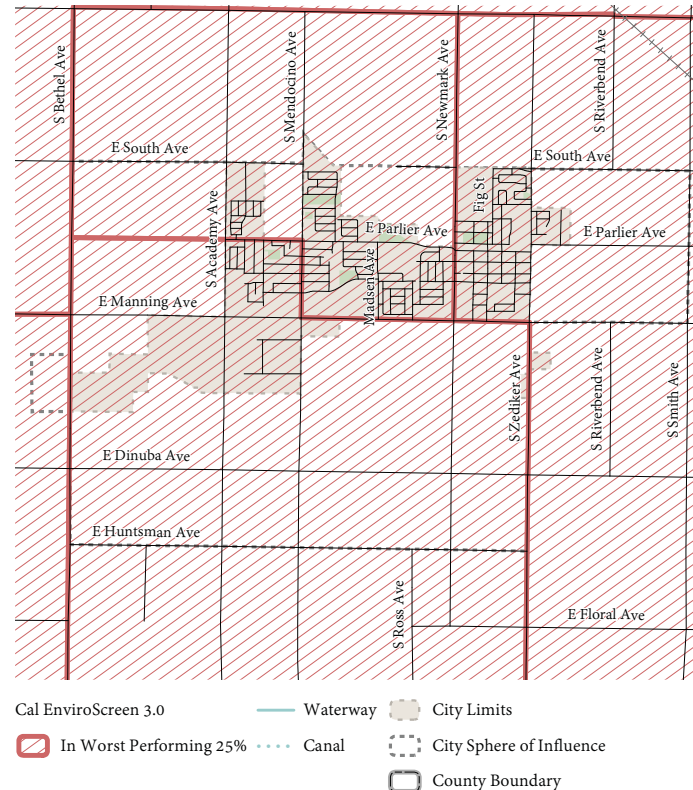 S Bethel Ave
S Mendocino Ave
S Newmark Ave
S Riverbend Ave
E South Ave
E South Ave
S Academy Ave
Fig St
E Parlier Ave
E Parlier Ave
Madsen Ave
E Manning Ave
S Zediker Ave
S Riverbend Ave
S Smith Ave
E Dinuba Ave
E Huntsman Ave
S Ross Ave
E Floral Ave
Cal EnviroScreen 3.0
Waterway
City Limits
In Worst Performing 25%
Canal
City Sphere of Influence
County Boundary